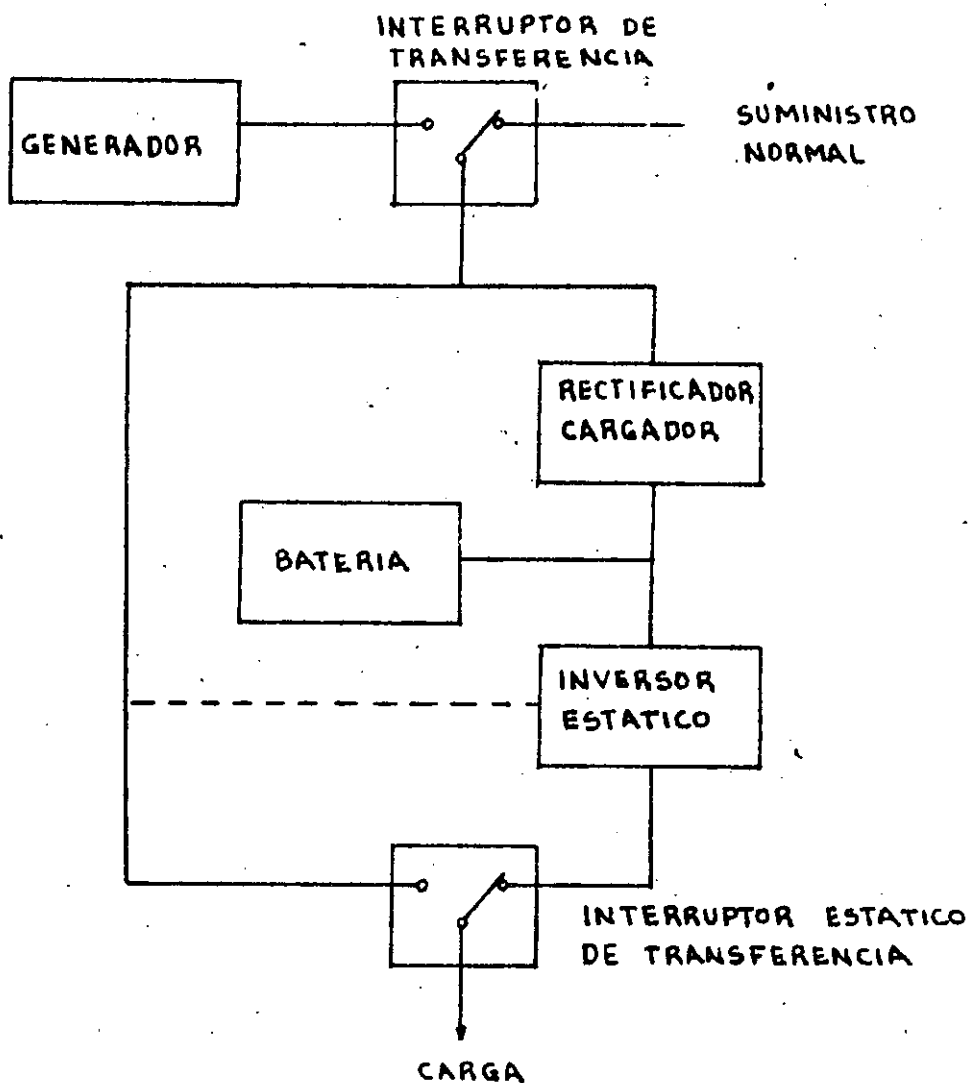 INTERRUPTOR DE
TRANSFERENCIA
GENERADOR
SUMINISTRO
NORMAL
RECTIFICADOR
CARGADOR
BATERIA
INVERSOR
ESTATICO
INTERRUPTOR ESTATICO
DE TRANSFERENCIA
CARGA